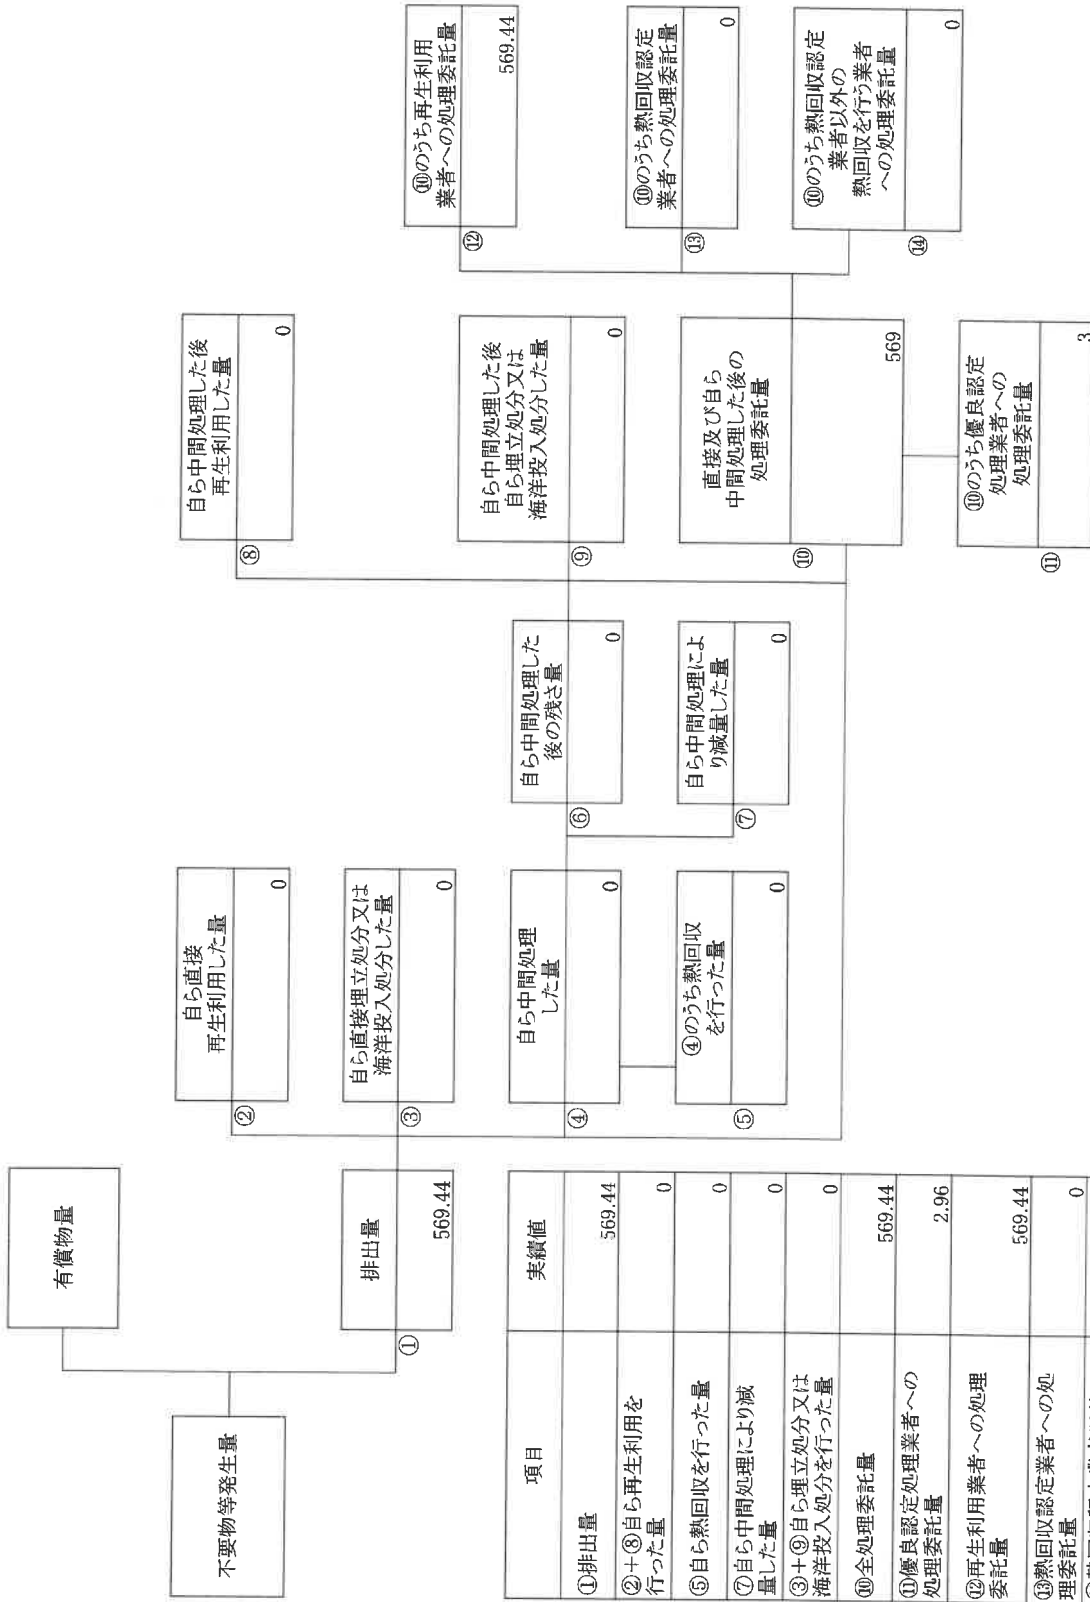 不要物等発生量
有償物量
排出量
①
569.44
自ら直接
再生利用した量
②
0
自ら直接埋立処分又は
海洋投入処分した量
③
0
自ら中間処理
した量
④
0
④のうち熱回収
を行った量
⑤
0
自ら中間処理した
後の残さ量
⑥
0
自ら中間処理によ
り減量した量
⑦
0
自ら中間処理した後
再生利用した量
⑧
0
自ら中間処理した後
自ら埋立処分又は
海洋投入処分した量
⑨
0
直接及び自ら
中間処理した後の
処理委託量
⑩
569
⑩のうち優良認定
処理業者への
処理委託量
⑪
3
⑩のうち再生利用
業者への処理委託量
⑫
569.44
⑩のうち熱回収認定
業者への処理委託量
⑬
0
⑩のうち熱回収認定
業者以外の
熱回収を行う業者
への処理委託量
⑭
0
項目
実績値
①排出量
569.44
②+⑧自ら再生利用を
行った量
0
⑤自ら熱回収を行った量
0
⑦自ら中間処理により減
量した量
0
③+⑨自ら埋立処分又は
海洋投入処分を行った量
0
⑩全処理委託量
569.44
⑪優良認定処理業者への
処理委託量
2.96
⑫再生利用業者への処理
委託量
569.44
⑬熱回収認定業者への処
理委託量
0